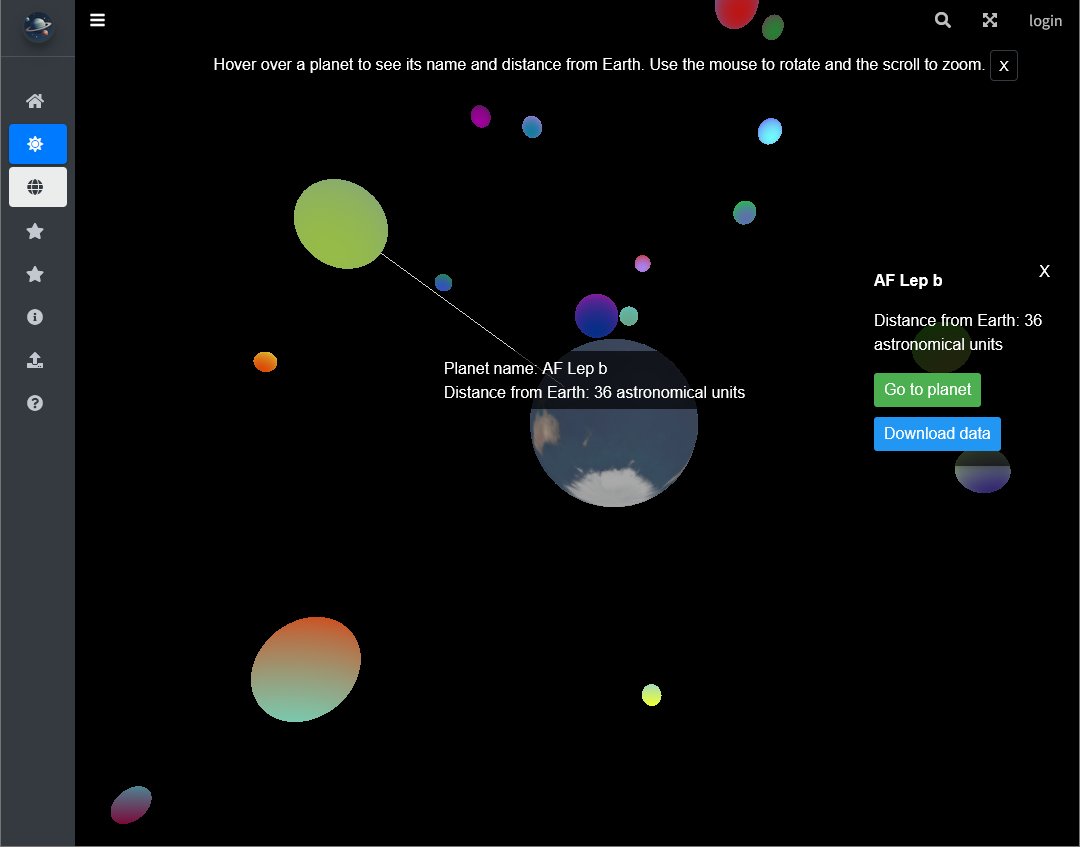 login
Hover over a planet to see its name and distance from Earth. Use the mouse to rotate and the scroll to zoom. X
X
AF Lep b
Distance from Earth: 36
astronomical units
Go to planet
Download data
Planet name: AF Lep b
Distance from Earth: 36 astronomical units